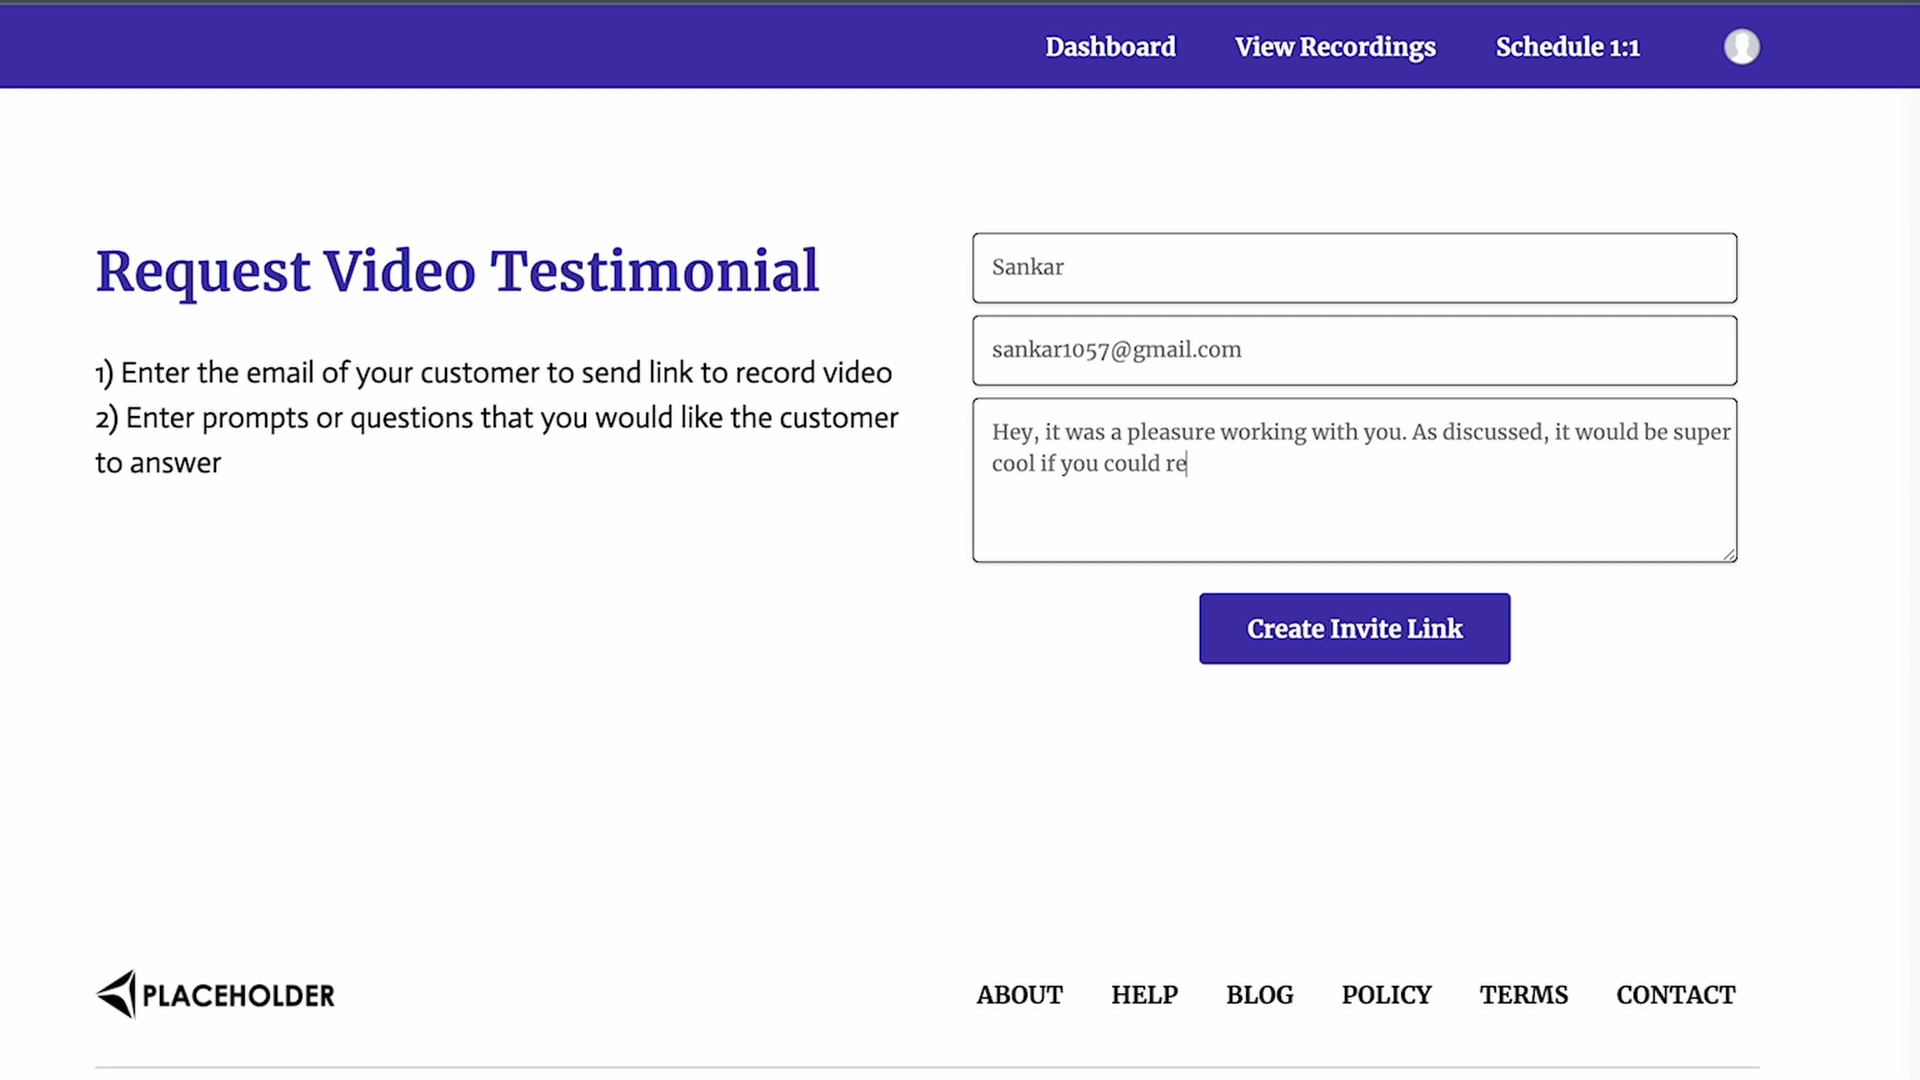 Dashboard View Recordings Schedule 1:1
Request Video Testimonial
1) Enter the email of your customer to send link to record video
2) Enter prompts or questions that you would like the customer
to answer
Sankar
sankar1057@gmail.com
Hey, it was a pleasure working with you. As discussed, it would be super
cool if you could re
Create Invite Link
PLACEHOLDER
ABOUT HELP BLOG POLICY TERMS CONTACT